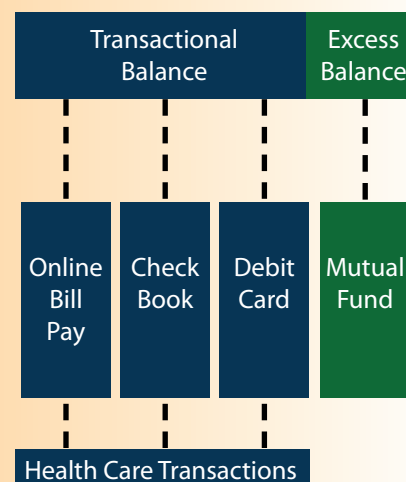 Transactional
Balance
Excess
Balance
Online
Bill
Pay
Check
Book
Debit
Card
Mutual
Fund
Health Care Transactions